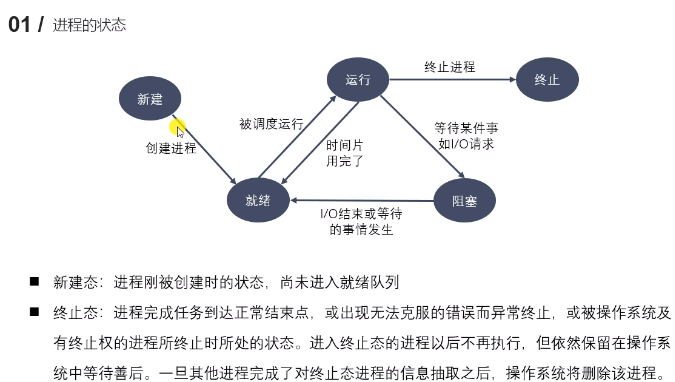 01 / 进程的状态
运行
终止进程
终止
新建
被调度运行
等待某件事
如I/O请求
创建进程
时间片
用完了
就绪
阻塞
I/O结束或等待
的事情发生
■ 新建态：进程刚被创建时的状态，尚未进入就绪队列
■ 终止态：进程完成任务到达正常结束点，或出现无法克服的错误而异常终止，或被操作系统及
有终止权的进程所终止时所处的状态。进入终止态的进程以后不再执行，但依然保留在操作系
统中等待善后。一旦其他进程完成了对终止态进程的信息抽取之后，操作系统将删除该进程。